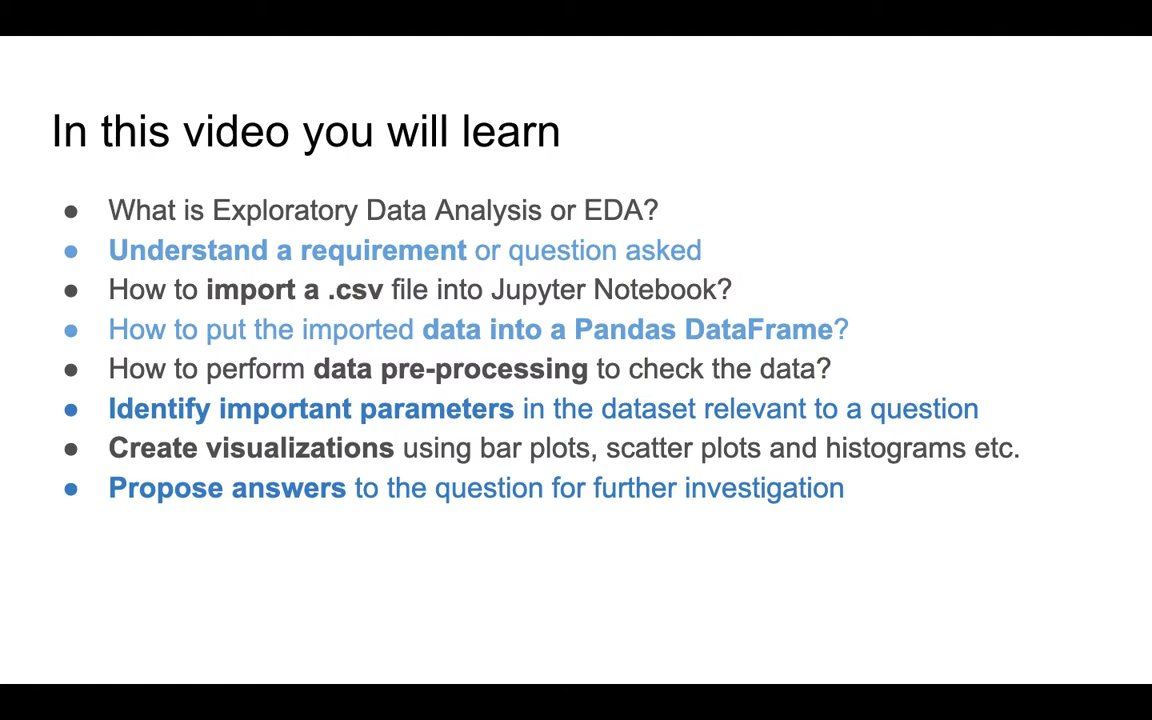 In this video you will learn
● What is Exploratory Data Analysis or EDA?
● Understand a requirement or question asked
● How to import a .csv file into Jupyter Notebook?
● How to put the imported data into a Pandas DataFrame?
● How to perform data pre-processing to check the data?
● Identify important parameters in the dataset relevant to a question
● Create visualizations using bar plots, scatter plots and histograms etc.
● Propose answers to the question for further investigation